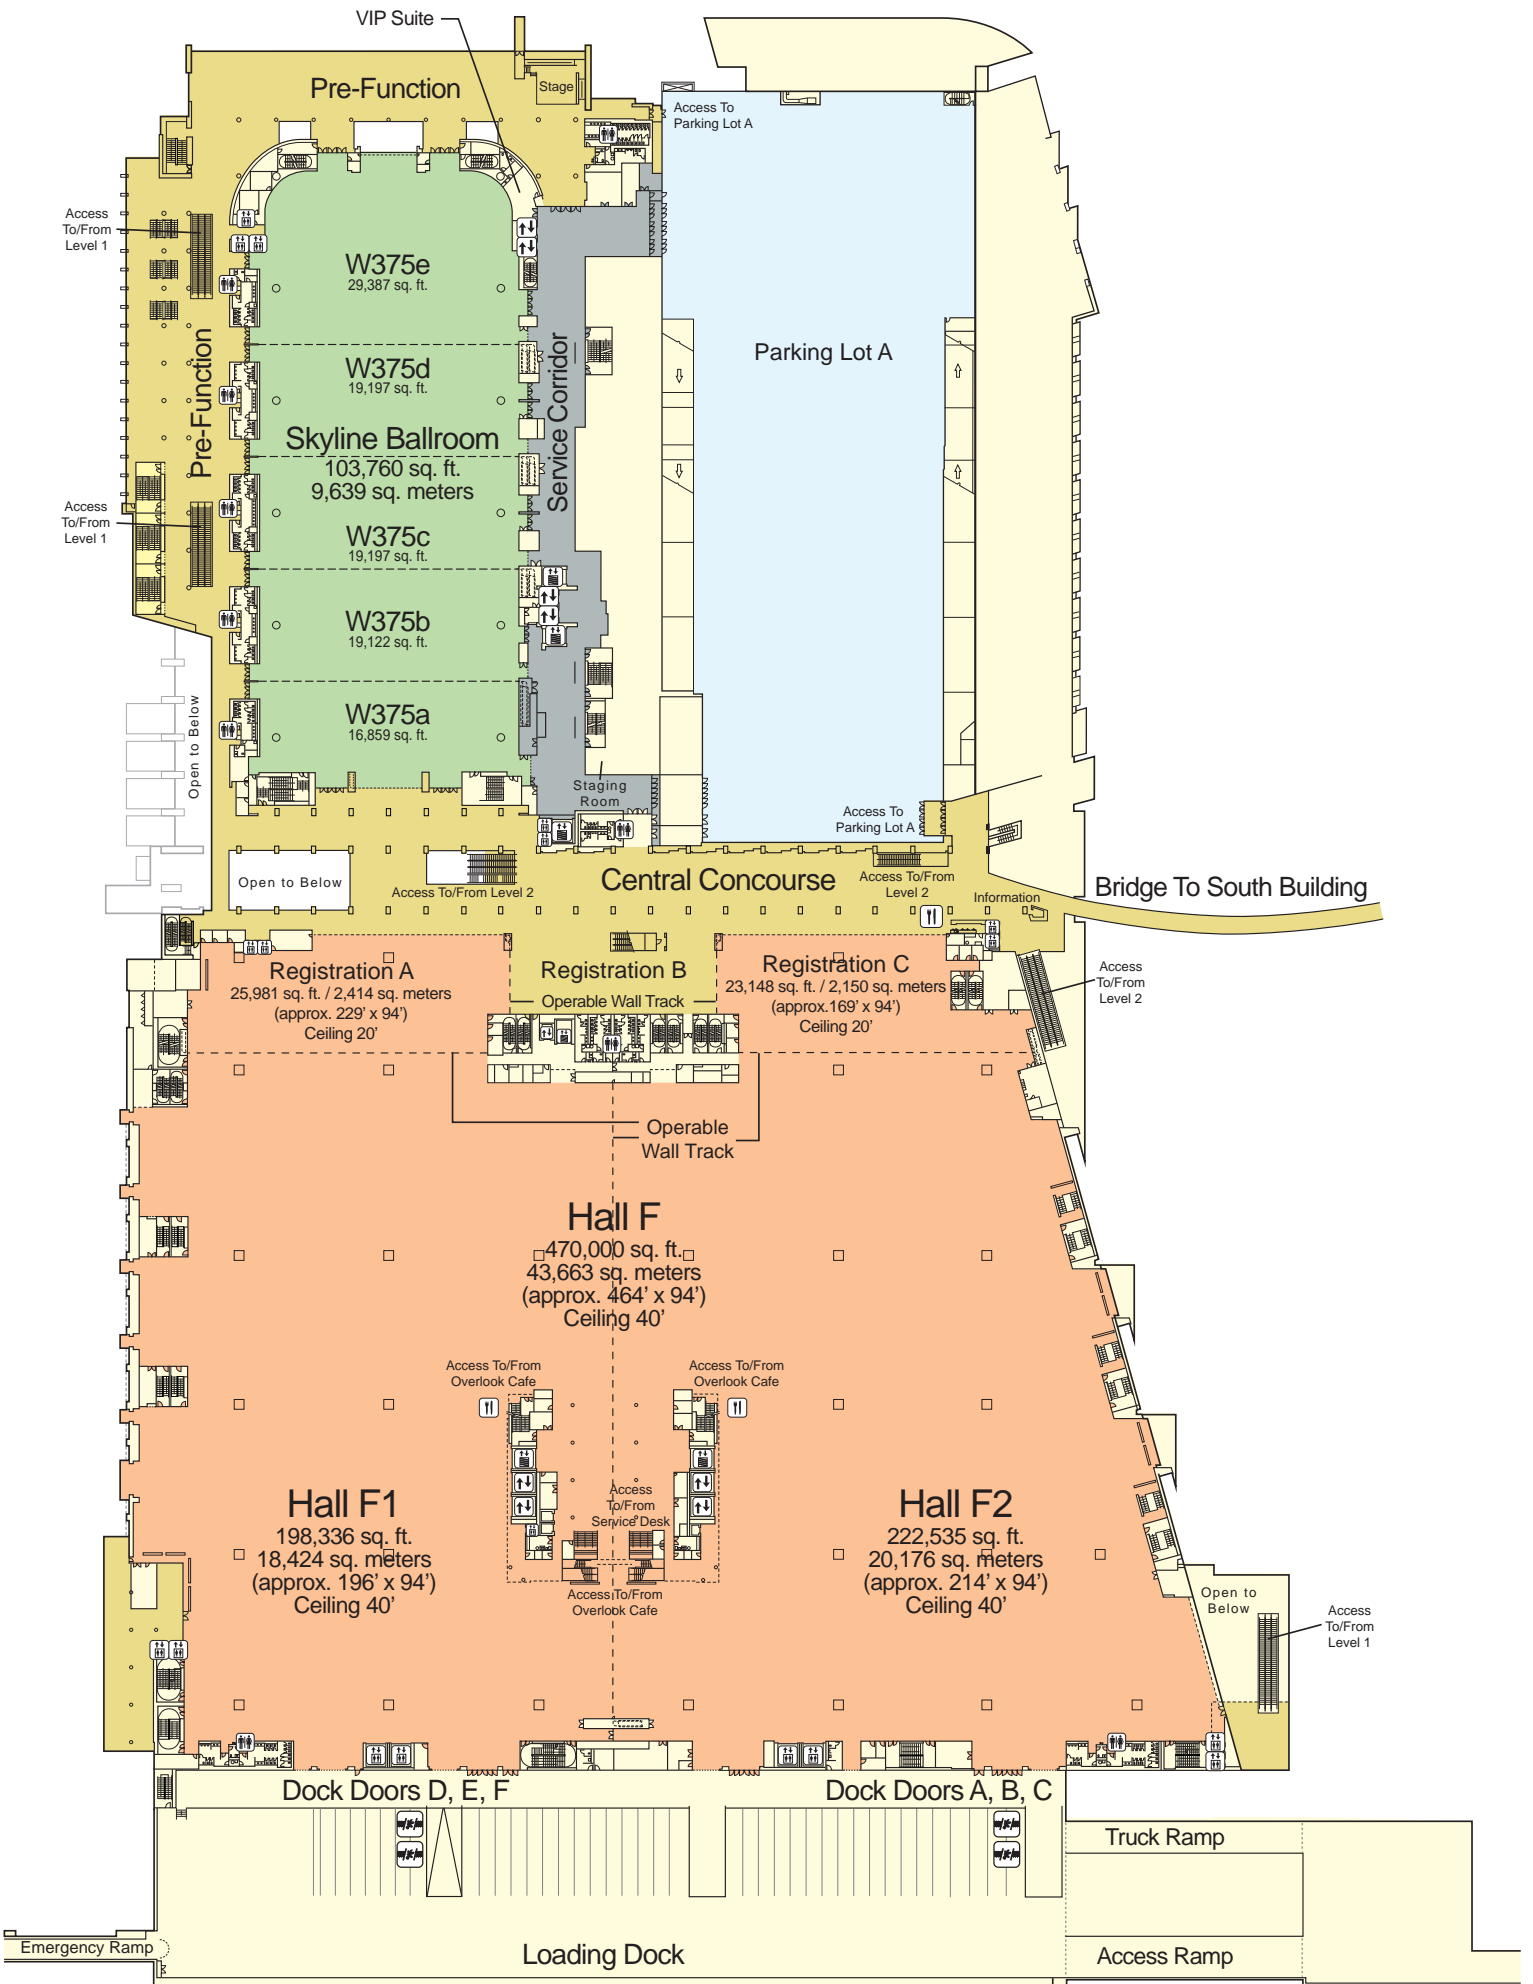 VIP Suite
Pre-Function
Stage
Access To
Parking Lot A
Access
To/From
Level 1
W375e
29,387 sq. ft.
Pre-Function
Service Corridor
Parking Lot A
W375d
19,197 sq. ft.
Skyline Ballroom
103,760 sq. ft.
9,639 sq. meters
Access
To/From
Level 1
W375c
19,197 sq. ft.
W375b
19,122 sq. ft.
Open to Below
W375a
16,859 sq. ft.
Staging
Room
Access To
Parking Lot A
Open to Below
Access To/From Level 2
Central Concourse
Access To/From
Level 2
Information
Bridge To South Building
Registration A
25,981 sq. ft. / 2,414 sq. meters
(approx. 229’ x 94’)
Ceiling 20’
Registration B
Operable Wall Track
Registration C
23,148 sq. ft. / 2,150 sq. meters
(approx.169’ x 94’)
Ceiling 20’
Access
To/From
Level 2
Operable
Wall Track
Hall F
470,000 sq. ft.
43,663 sq. meters
(approx. 464’ x 94’)
Ceiling 40’
Access To/From
Overlook Cafe
Access To/From
Overlook Cafe
Hall F1
198,336 sq. ft.
18,424 sq. meters
(approx. 196’ x 94’)
Ceiling 40’
Access
To/From
Service Desk
Access To/From
Overlook Cafe
Hall F2
222,535 sq. ft.
20,176 sq. meters
(approx. 214’ x 94’)
Ceiling 40’
Open to
Below
Access
To/From
Level 1
Dock Doors D, E, F
Dock Doors A, B, C
Truck Ramp
Emergency Ramp
Loading Dock
Access Ramp